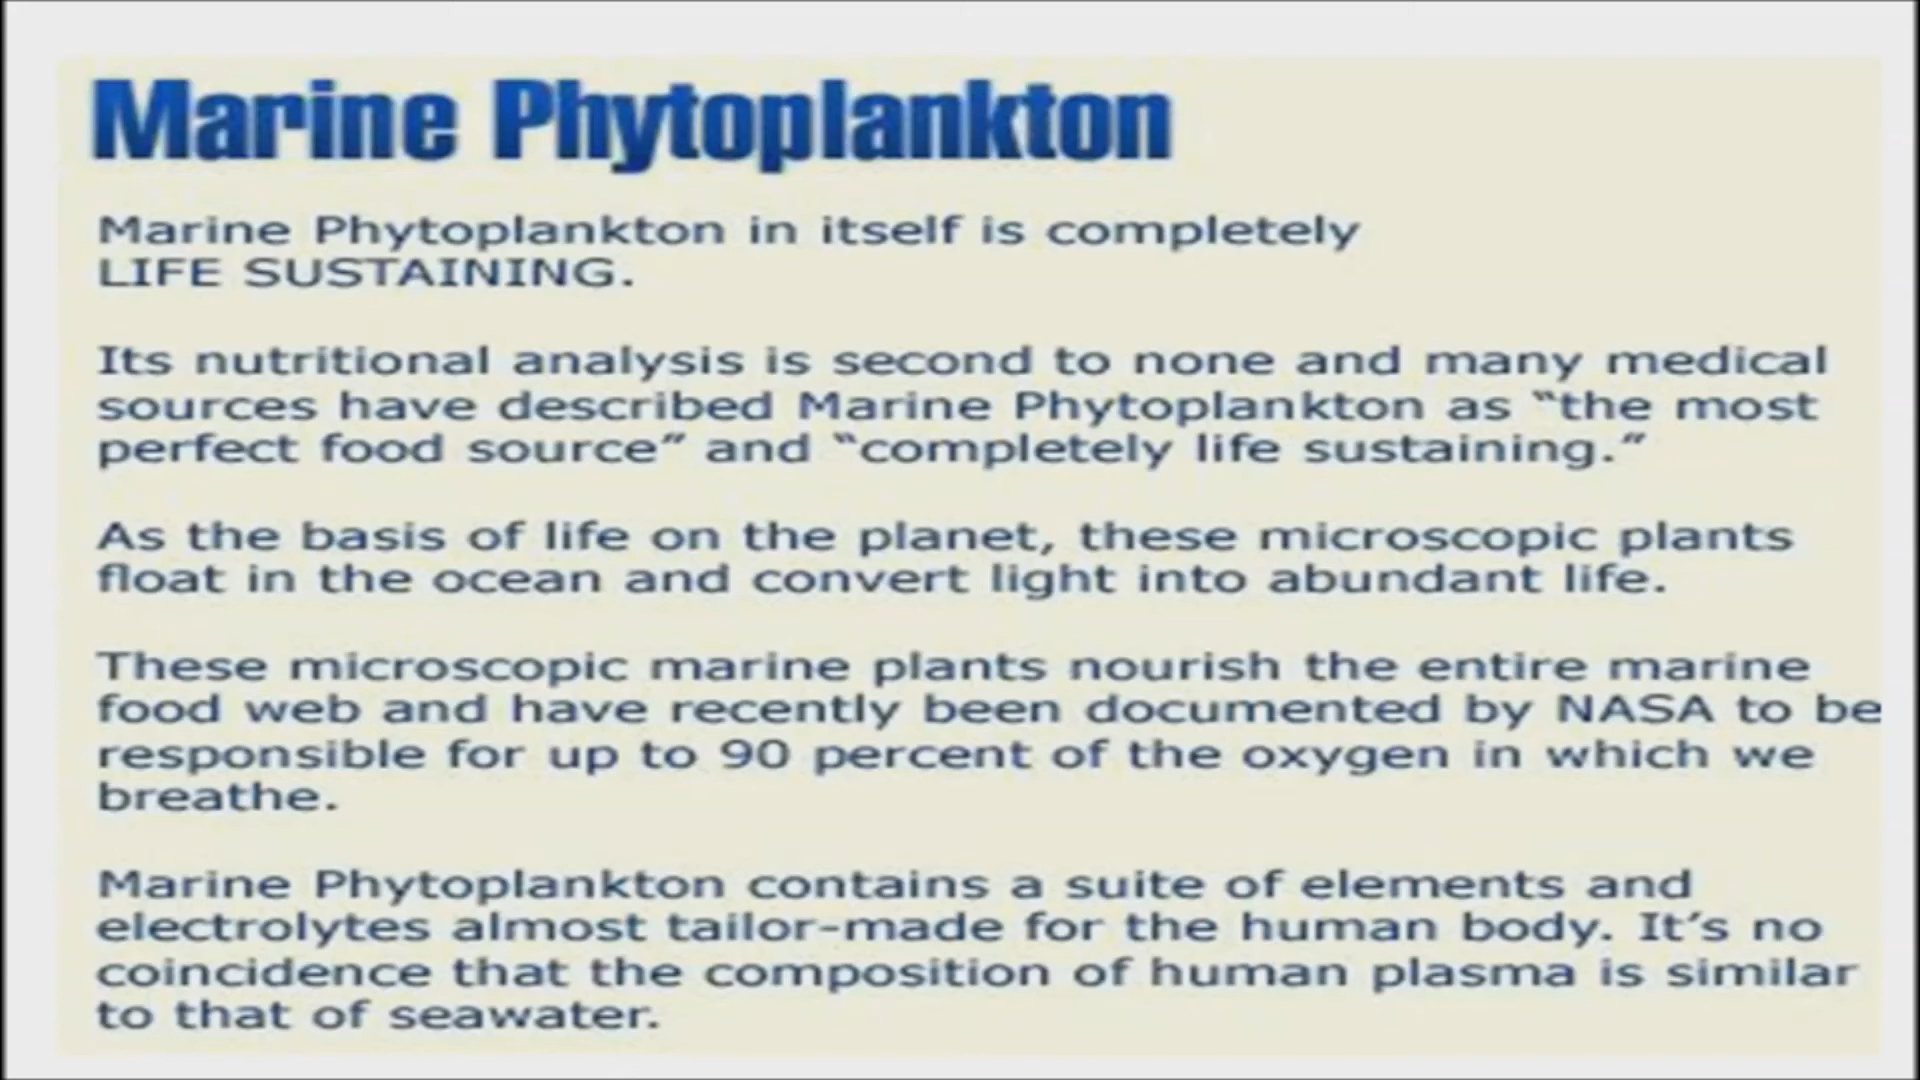 Marine Phytoplankton
Marine Phytoplankton in itself is completely
LIFE SUSTAINING.
Its nutritional analysis is second to none and many medical
sources have described Marine Phytoplankton as “the most
perfect food source” and “completely life sustaining.”
As the basis of life on the planet, these microscopic plants
float in the ocean and convert light into abundant life.
These microscopic marine plants nourish the entire marine
food web and have recently been documented by NASA to be
responsible for up to 90 percent of the oxygen in which we
breathe.
Marine Phytoplankton contains a suite of elements and
electrolytes almost tailor-made for the human body. It’s no
coincidence that the composition of human plasma is similar
to that of seawater.